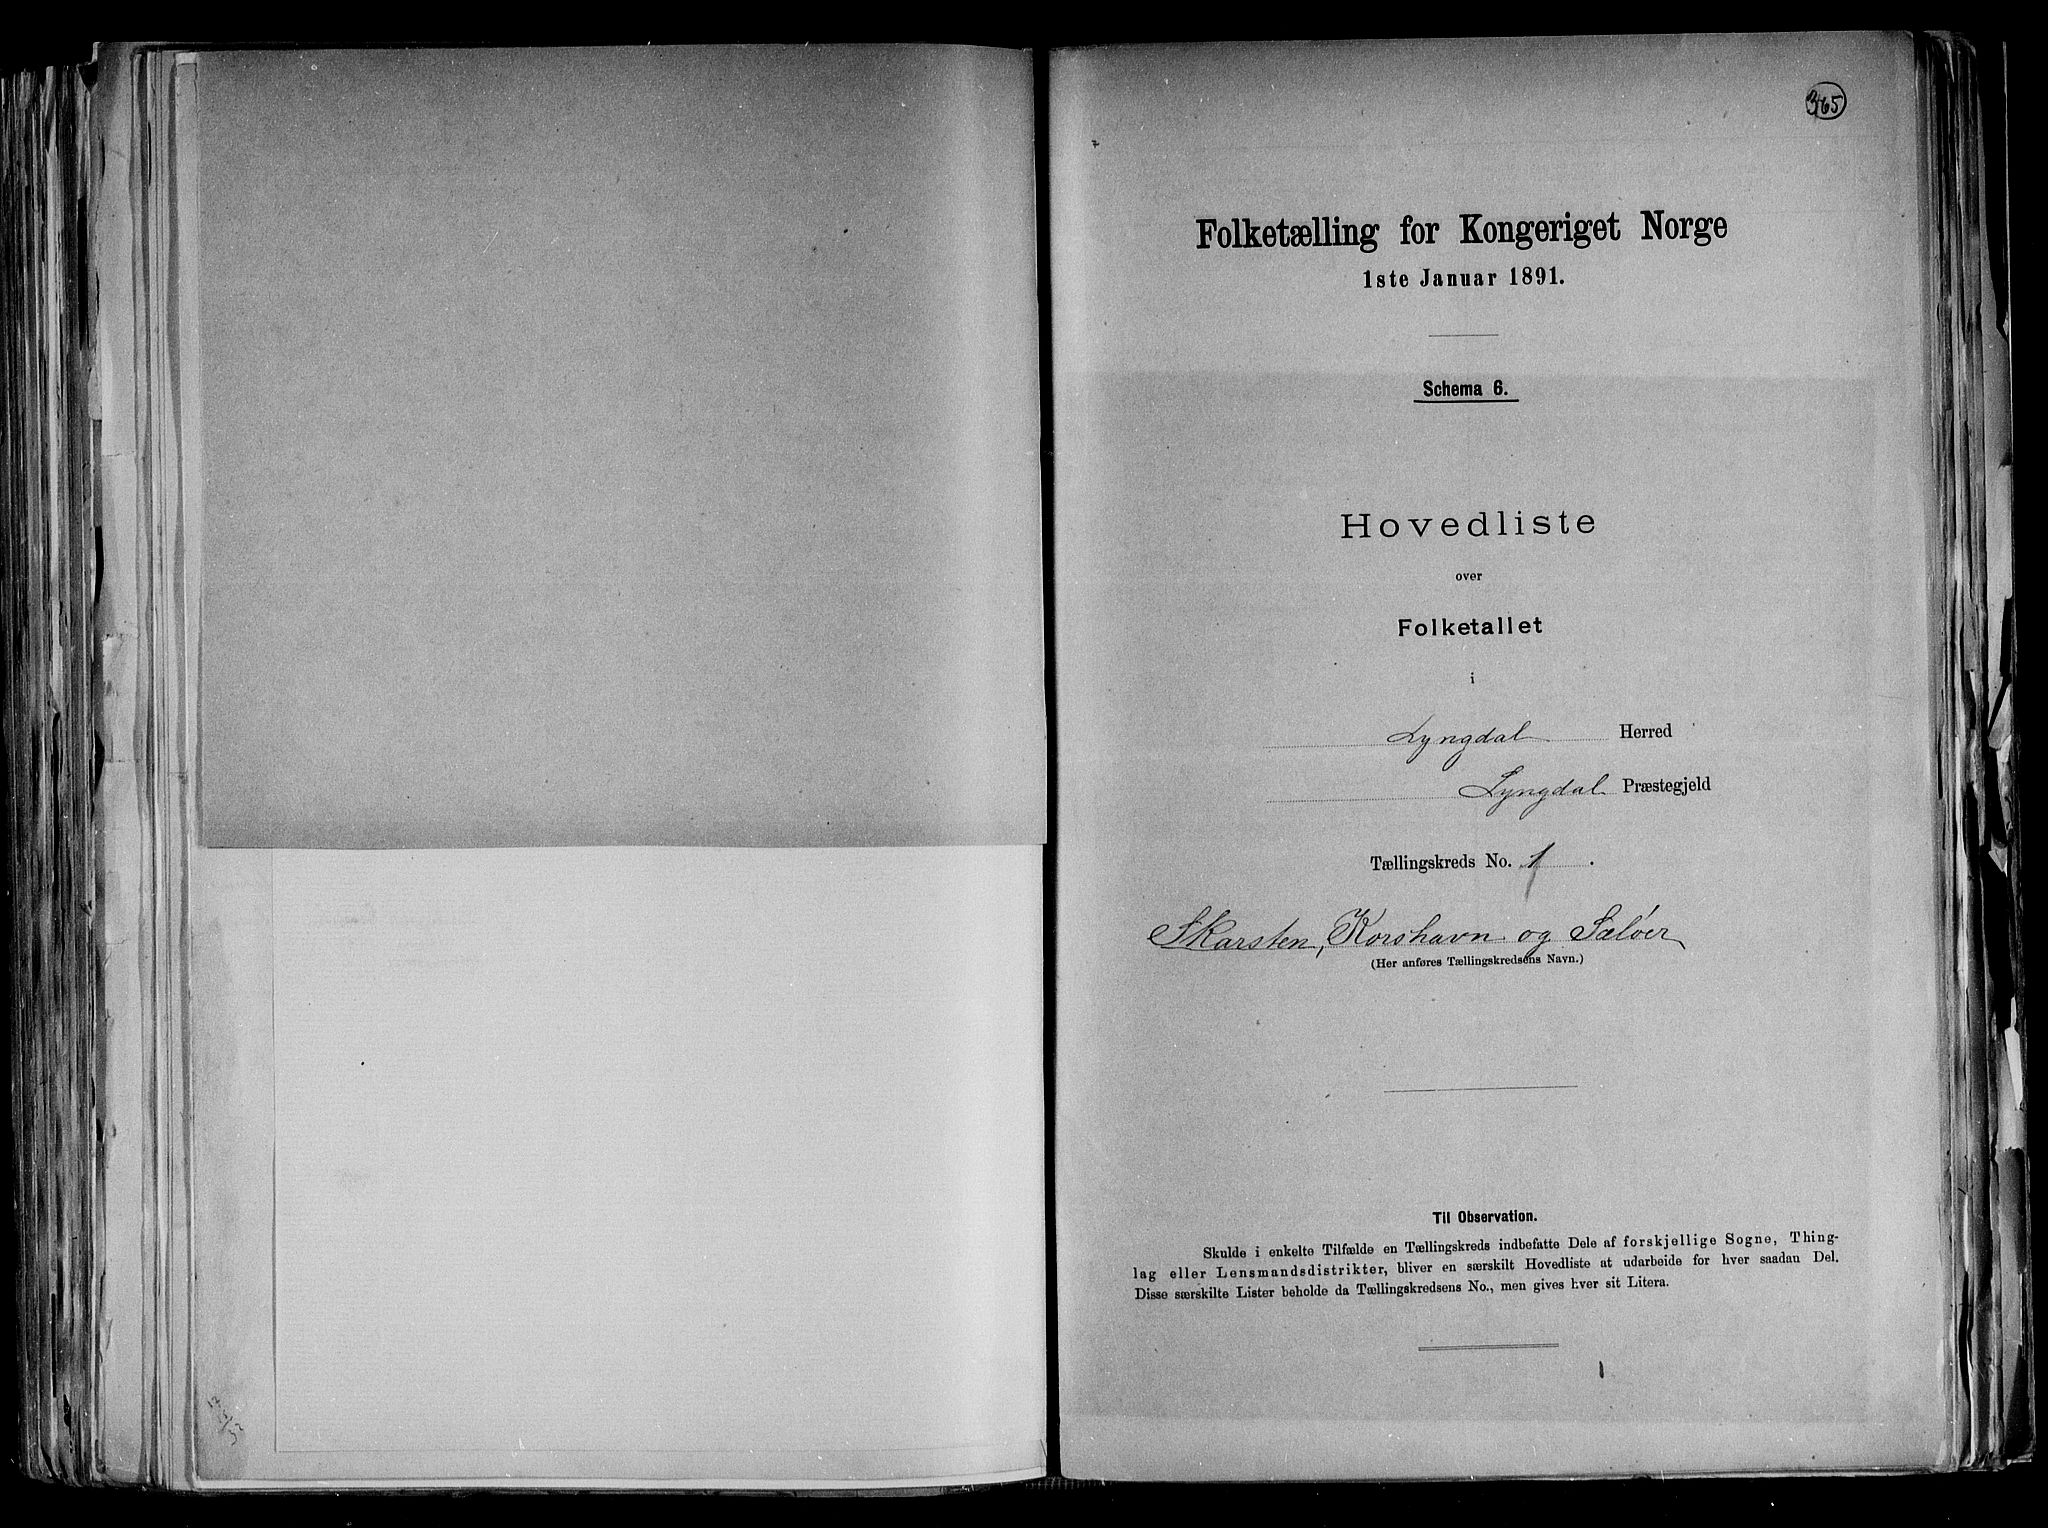 365
Folketælling for Kongeriget Norge
1ste Januar 1891.
Schema 6.
Hovedliste
over
Folketallet
i
Lyngdal Herred
Lyngdal Præstegjeld
Tællingskreds No. 1 .
Skarsten, Korshavn og Sæløer
(Her anføres Tællingskredsens Navn.)
Til Observation.
Skulde i enkelte Tilfælde en Tællingskreds indbefatte Dele af forskjellige Sogne, Thing-
lag eller Lensmandsdistrikter, bliver en særskilt Hovedliste at udarbeide for hver saadan Del.
Disse særskilte Lister beholde da Tællingskredsens No., men gives hver sit Litera.